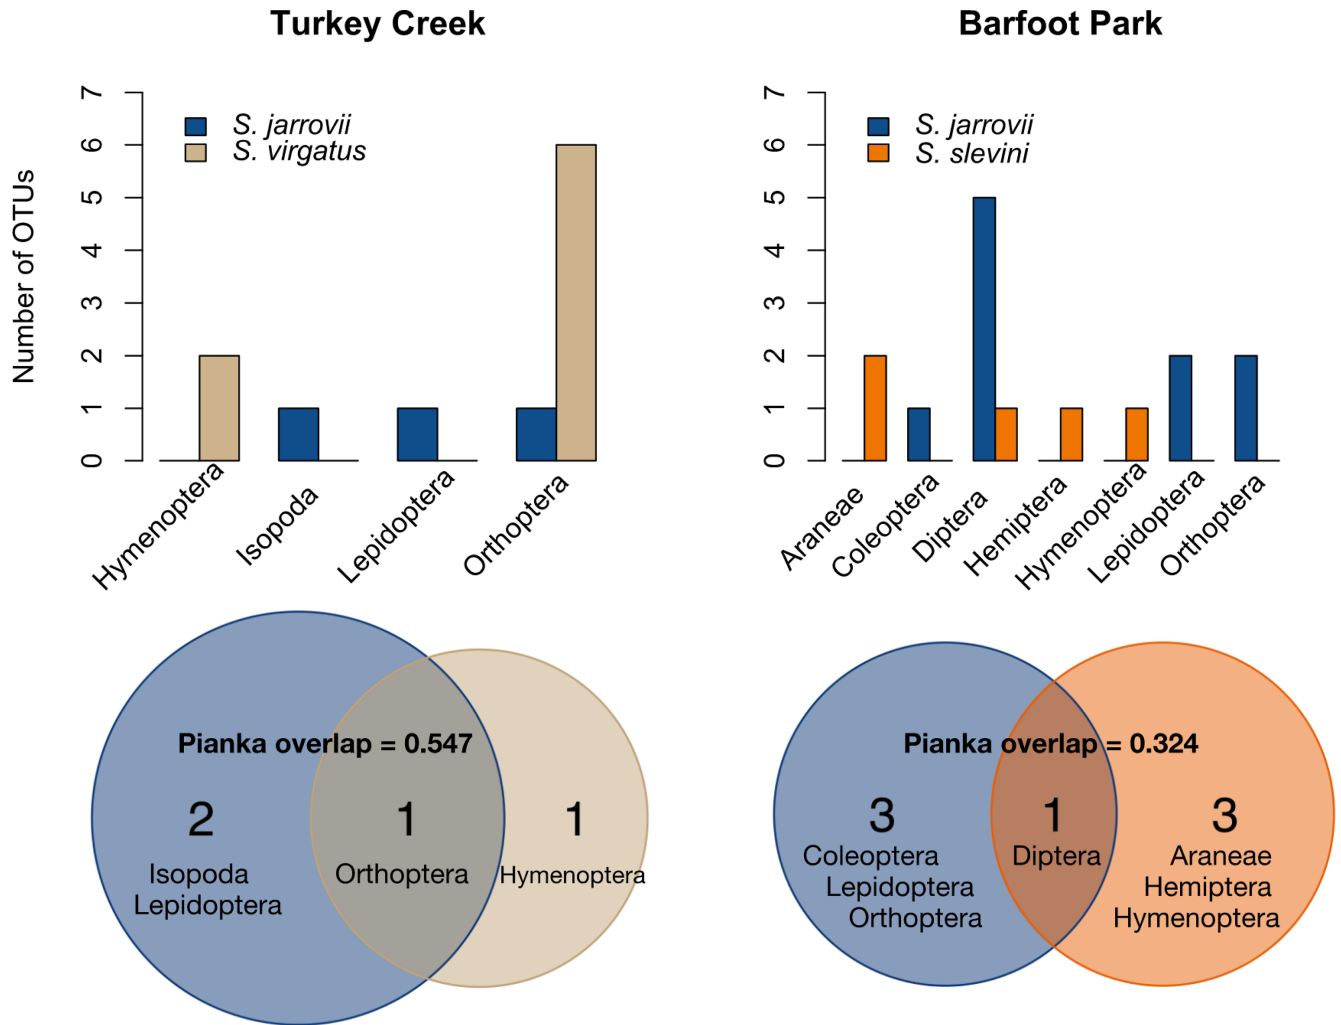 Turkey Creek
Number of OTUs
7
6
5
4
3
2
1
0
S. jarrovii
S. virgatus
Hymenoptera
Isopoda
Lepidoptera
Orthoptera
Barfoot Park
7
6
5
4
3
2
1
0
S. jarrovii
S. slevini
Araneae
Coleoptera
Diptera
Hemiptera
Hymenoptera
Lepidoptera
Orthoptera
Pianka overlap = 0.547
2
Isopoda
Lepidoptera
1
Orthoptera
1
Hymenoptera
Pianka overlap = 0.324
3
Coleoptera
Lepidoptera
Orthoptera
1
Diptera
3
Araneae
Hemiptera
Hymenoptera